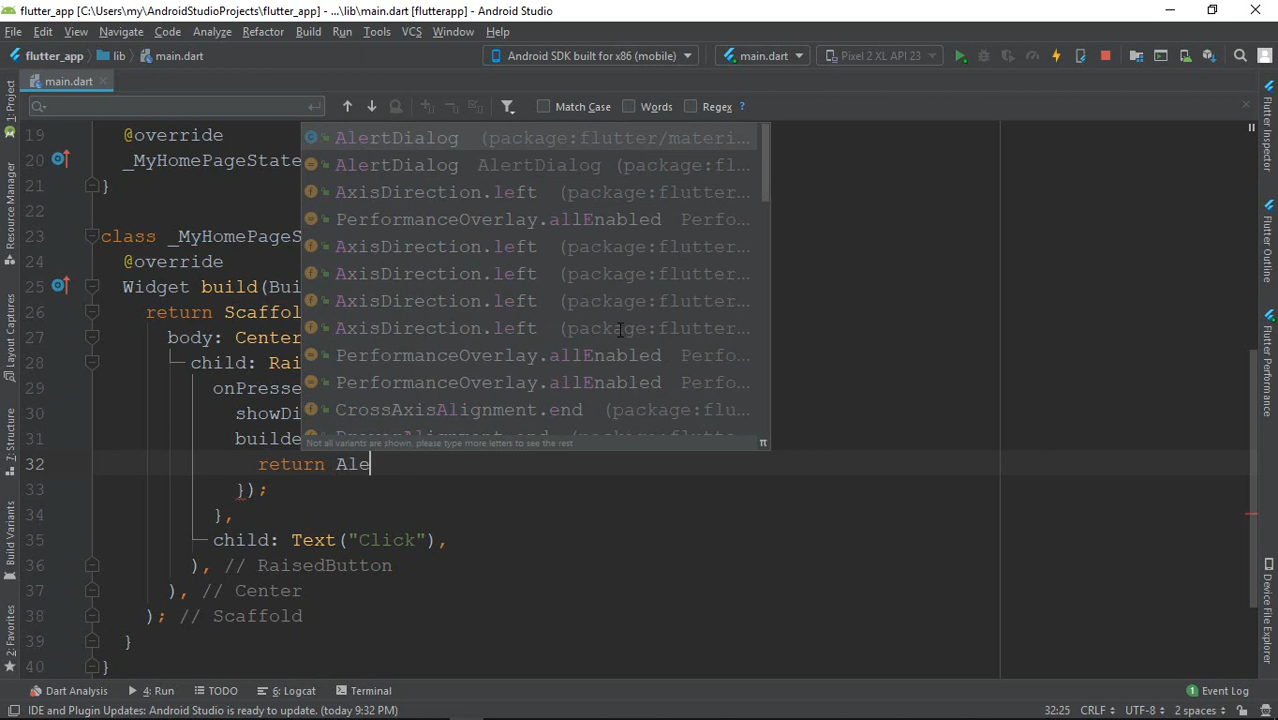 flutter_app [C:\Users\my\AndroidStudioProjects\flutter_app] - ...\lib\main.dart [flutterapp] - Android Studio
File Edit View Navigate Code Analyze Refactor Build Run Tools VCS Window Help
flutter_app lib main.dart Android SDK built for x86 (mobile) main.dart Pixel 2 XL API 23
main.dart
Match Case Words Regex ?
19 @override
20 _MyHomePageState
21 }
22
23 class _MyHomePageS
24 @override
25 Widget build(Bui
26 return Scaffol
27 body: Center
28 child: Rai
29 onPresse
30 showDi
31 builde
32 return Ale
33 });
34 },
35 child: Text("Click"),
36 ), // RaisedButton
37 ), // Center
38 ); // Scaffold
39 }
40 }
AlertDialog (package:flutter/materi...
AlertDialog AlertDialog (package:fl...
AxisDirection.left (package:flutter...
PerformanceOverlay.allEnabled Perfo...
AxisDirection.left (package:flutter...
AxisDirection.left (package:flutter...
AxisDirection.left (package:flutter...
AxisDirection.left (package:flutter...
PerformanceOverlay.allEnabled Perfo...
PerformanceOverlay.allEnabled Perfo...
CrossAxisAlignment.end (package:flu...
DrawerAlignment.end (package:flutte...
Not all variants are shown, please type more letters to see the rest π
1: Project
Resource Manager
Layout Captures
7: Structure
Build Variants
2: Favorites
Flutter Inspector
Flutter Outline
Flutter Performance
Device File Explorer
Dart Analysis 4: Run TODO 6: Logcat Terminal 1 Event Log
IDE and Plugin Updates: Android Studio is ready to update. (today 9:32 PM) 32:25 CRLF UTF-8 2 spaces